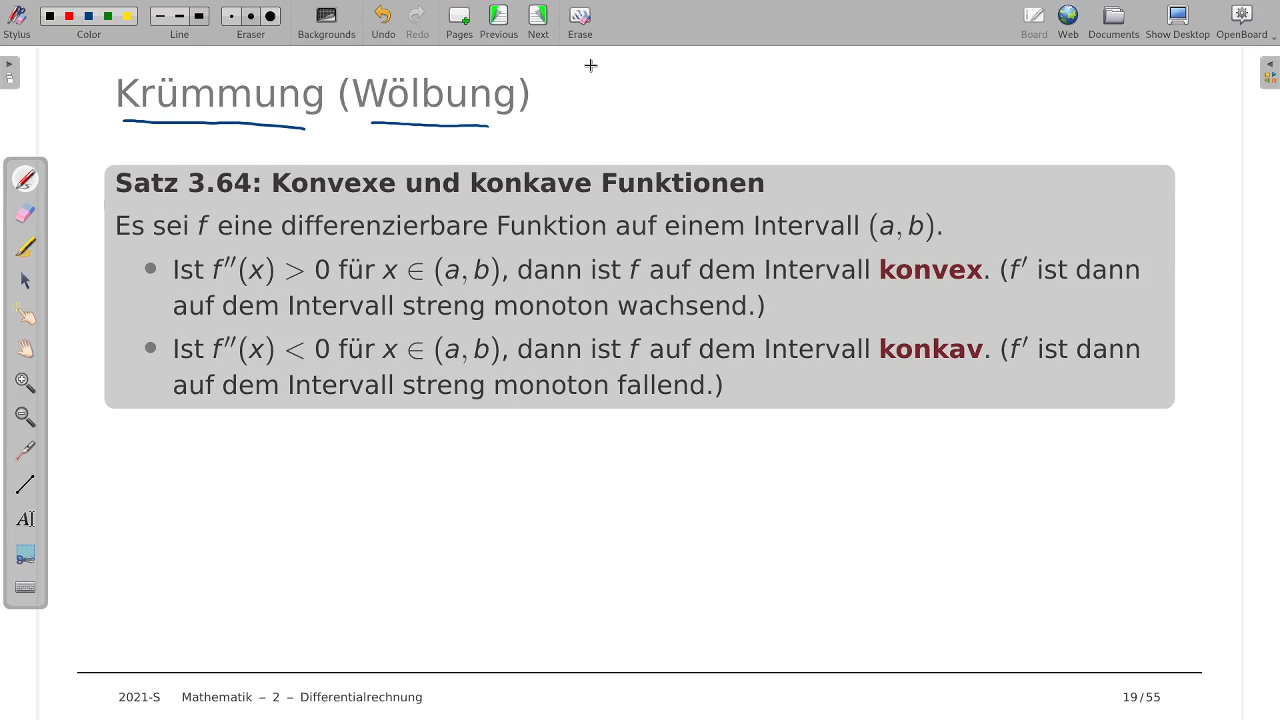 Stylus Color Line Eraser Backgrounds Undo Redo Pages Previous Next Erase Board Web Documents Show Desktop OpenBoard
Krümmung (Wölbung)
Satz 3.64: Konvexe und konkave Funktionen
Es sei f eine differenzierbare Funktion auf einem Intervall (a, b).
• Ist f″(x) > 0 für x ∈ (a, b), dann ist f auf dem Intervall konvex. (f′ ist dann
auf dem Intervall streng monoton wachsend.)
• Ist f″(x) < 0 für x ∈ (a, b), dann ist f auf dem Intervall konkav. (f′ ist dann
auf dem Intervall streng monoton fallend.)
2021-S Mathematik – 2 – Differentialrechnung 19/55